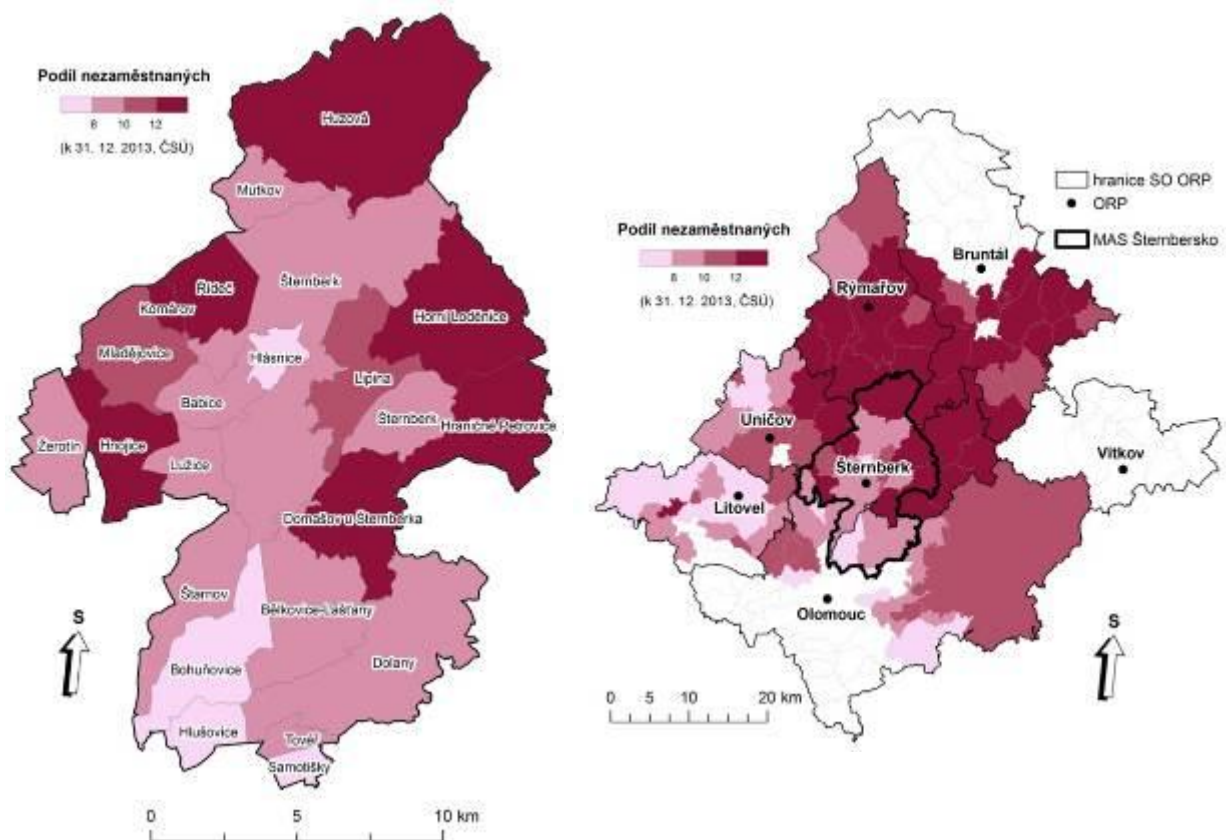 Podíl nezaměstnaných
8 10 12
(k 31. 12. 2013, ČSÚ)
Huzová
Mutkov
Šternberk
Řídeč
Komárov
Horní Loděnice
Mladějovice
Hlásnice
Lipina
Babice
Šternberk
Hraničné Petrovice
Žerotín
Hnojice
Lužice
Domašov u Šternberka
Štarnov
Bělkovice-Lašťany
Bohuňovice
Dolany
Hlušovice
Tovéř
Samotišky
S
0 5 10 km
hranice SO ORP
ORP
MAS Šternbersko
Podíl nezaměstnaných
8 10 12
(k 31. 12. 2013, ČSÚ)
Bruntál
Rýmařov
Uničov
Šternberk
Vítkov
Litovel
Olomouc
S
0 5 10 20 km